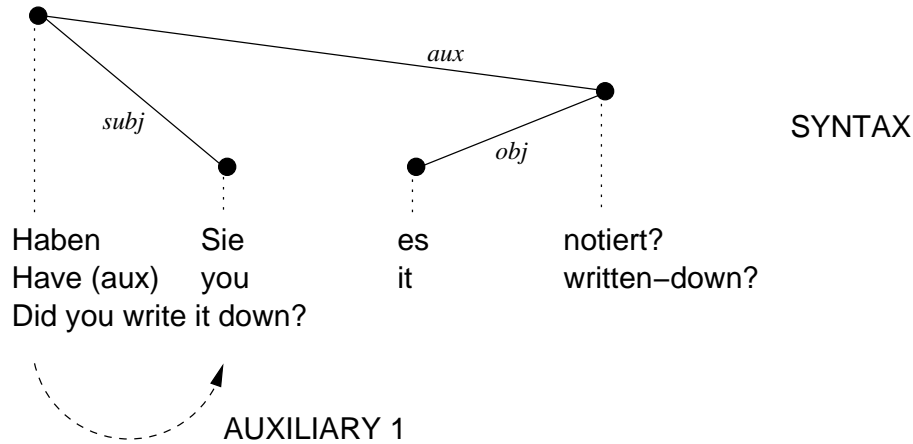 aux
subj
obj
SYNTAX
Haben Sie es notiert?
Have (aux) you it written−down?
Did you write it down?
AUXILIARY 1